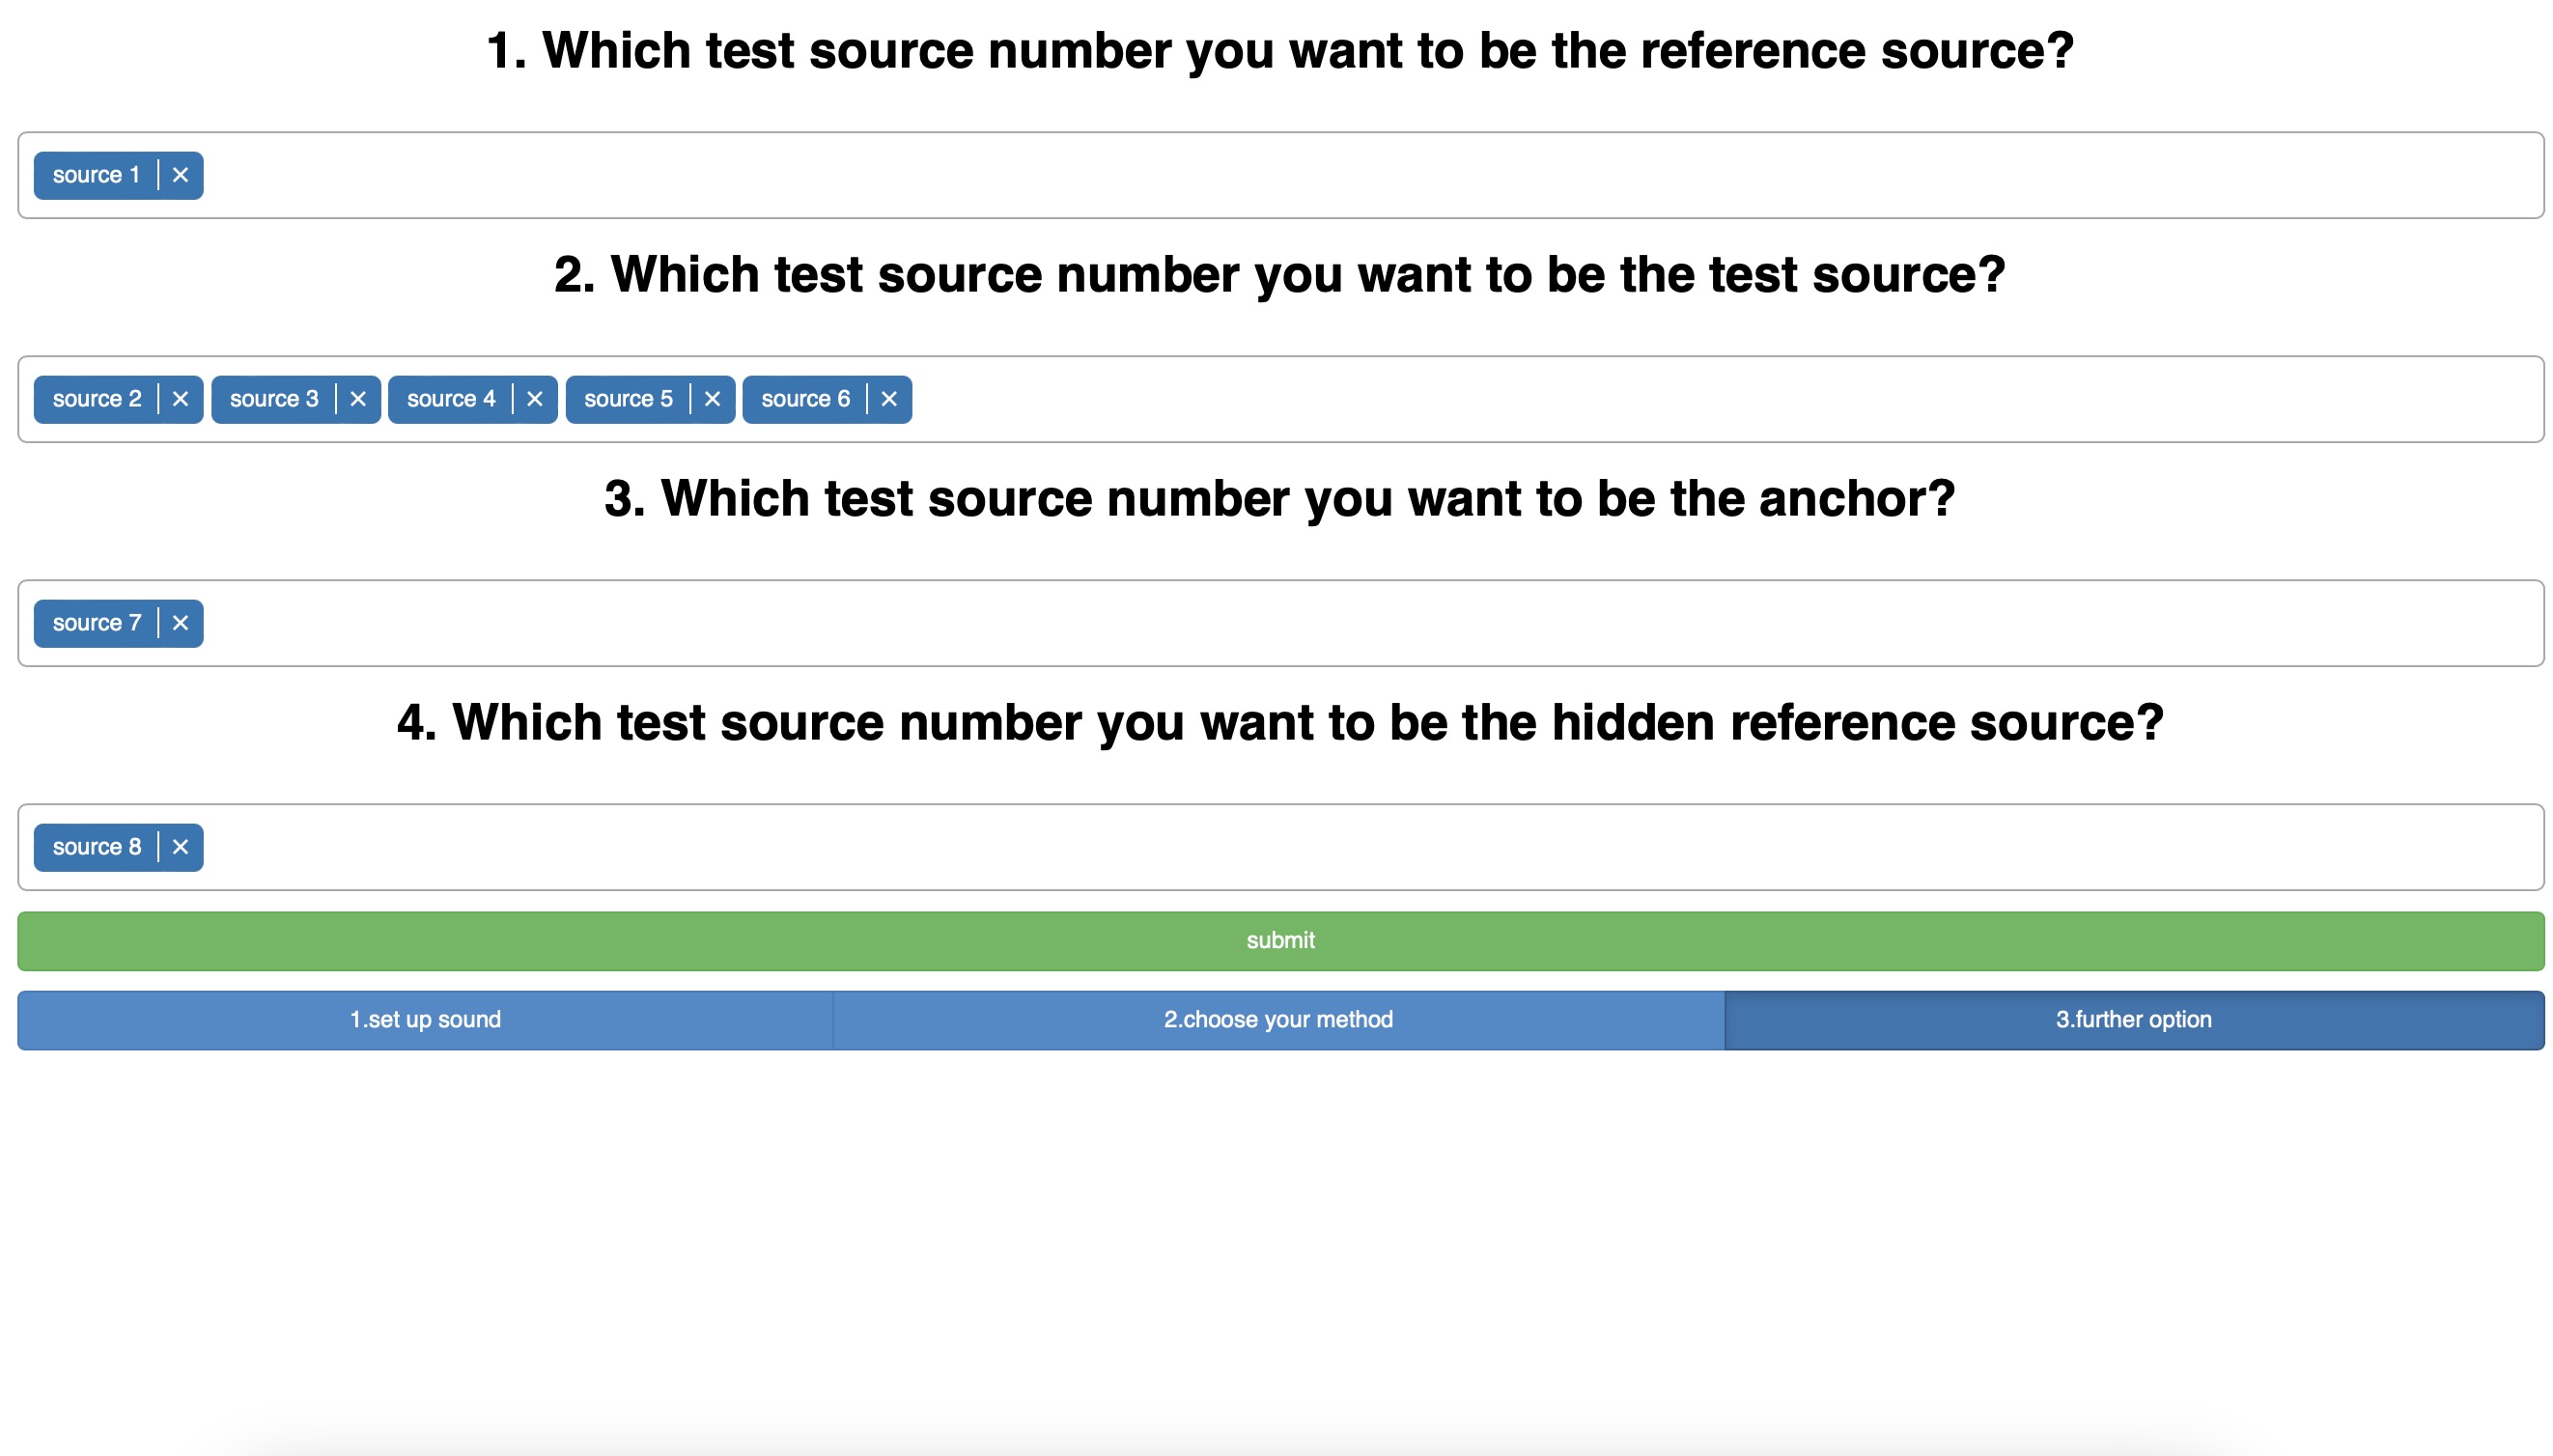 1. Which test source number you want to be the reference source?
source 1 ×
2. Which test source number you want to be the test source?
source 2 × source 3 × source 4 × source 5 × source 6 ×
3. Which test source number you want to be the anchor?
source 7 ×
4. Which test source number you want to be the hidden reference source?
source 8 ×
submit
1.set up sound 2.choose your method 3.further option